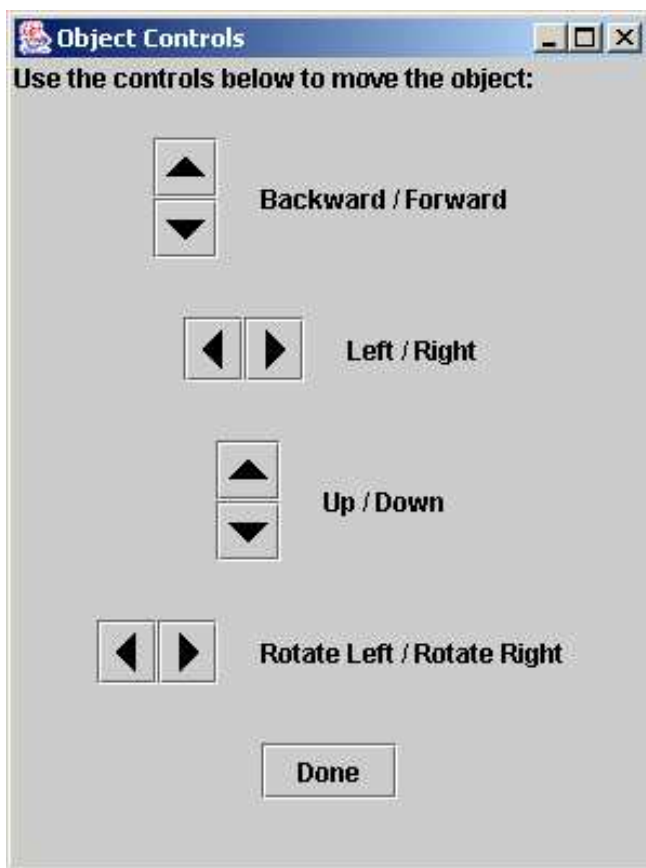 Object Controls
Use the controls below to move the object:
Backward / Forward
Left / Right
Up / Down
Rotate Left / Rotate Right
Done